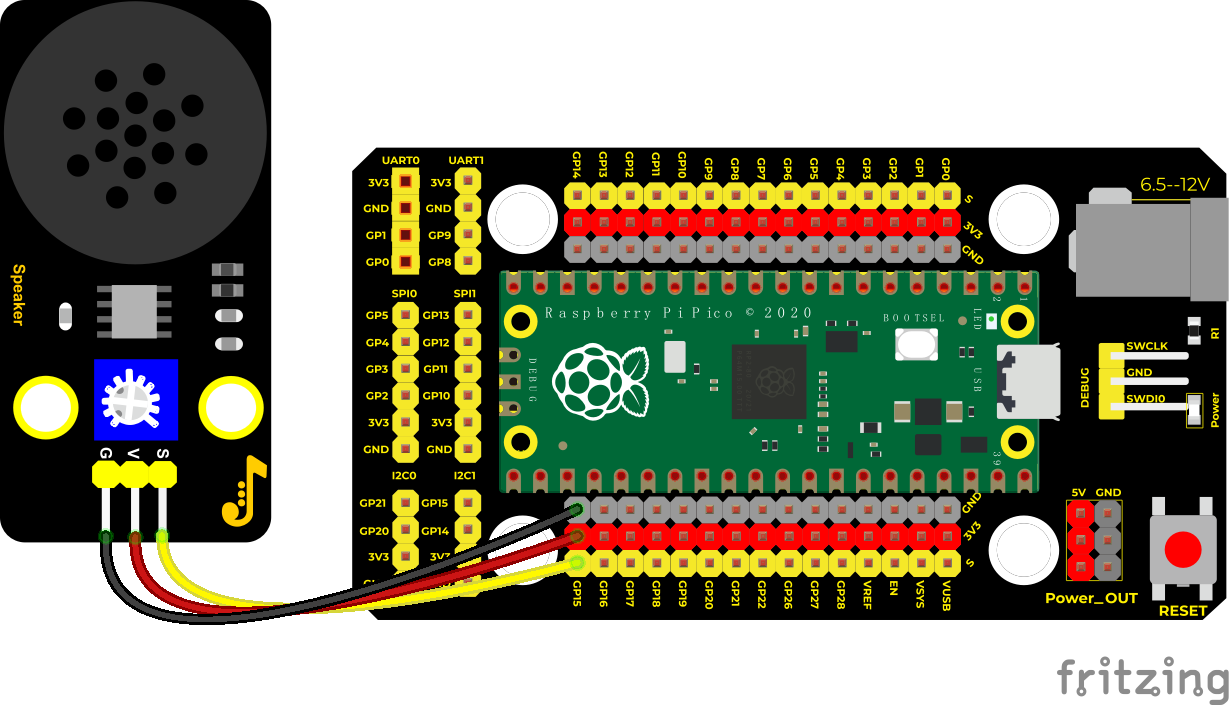 Speaker
G V S
UART0 UART1
3V3 3V3
GND GND
GP1 GP9
GP0 GP8
SPI0 SPI1
GP5 GP13
GP4 GP12
GP3 GP11
GP2 GP10
3V3 3V3
GND GND
I2C0 I2C1
GP21 GP15
GP20 GP14
3V3
GP14 GP13 GP12 GP11 GP10 GP9 GP8 GP7 GP6 GP5 GP4 GP3 GP2 GP1 GP0
S
3V3
GND
Raspberry Pi Pico © 2020
BOOTSEL
LED
2 1
DEBUG
USB
39
GND
3V3
S
GP15 GP16 GP17 GP18 GP19 GP20 GP21 GP22 GP26 GP27 GP28 VREF EN VSYS VUSB
6.5--12V
R1
SWCLK
GND
SWDI0
DEBUG
Power
5V GND
Power_OUT
RESET
fritzing